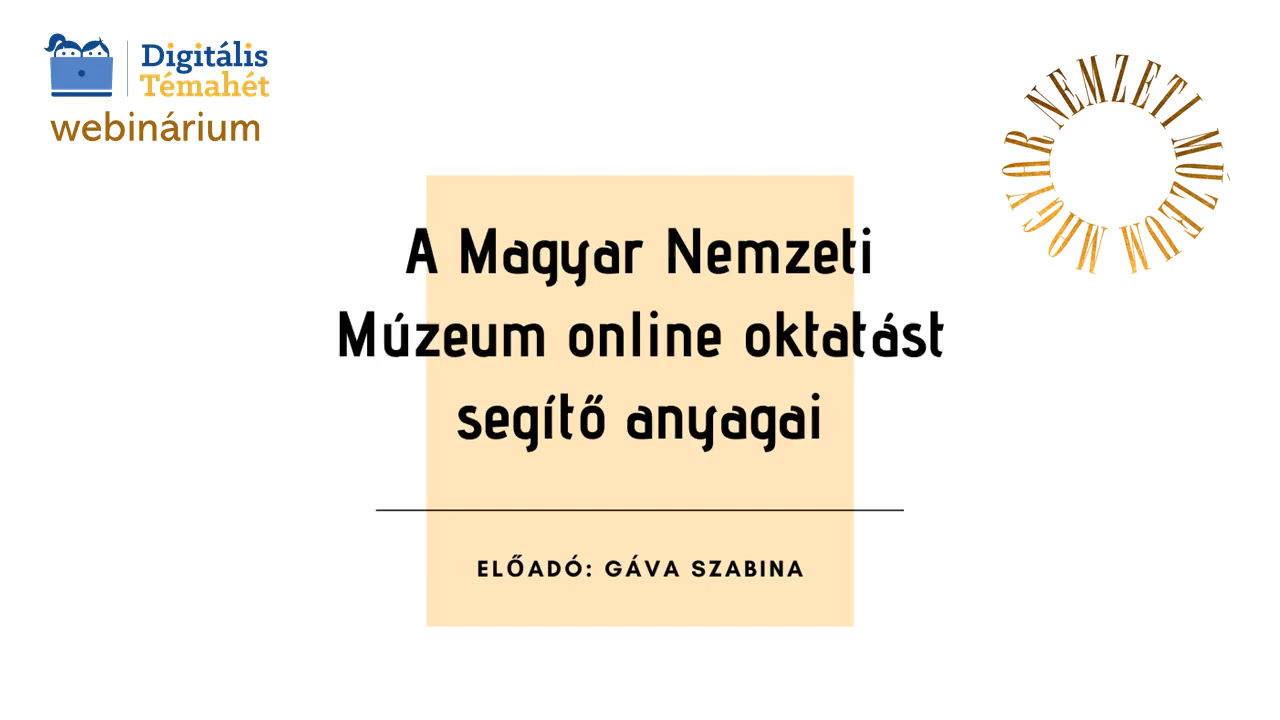 Digitális
Témahét
webinárium
MAGYAR NEMZETI MÚZEUM
A Magyar Nemzeti
Múzeum online oktatást
segítő anyagai
ELŐADÓ: GÁVA SZABINA